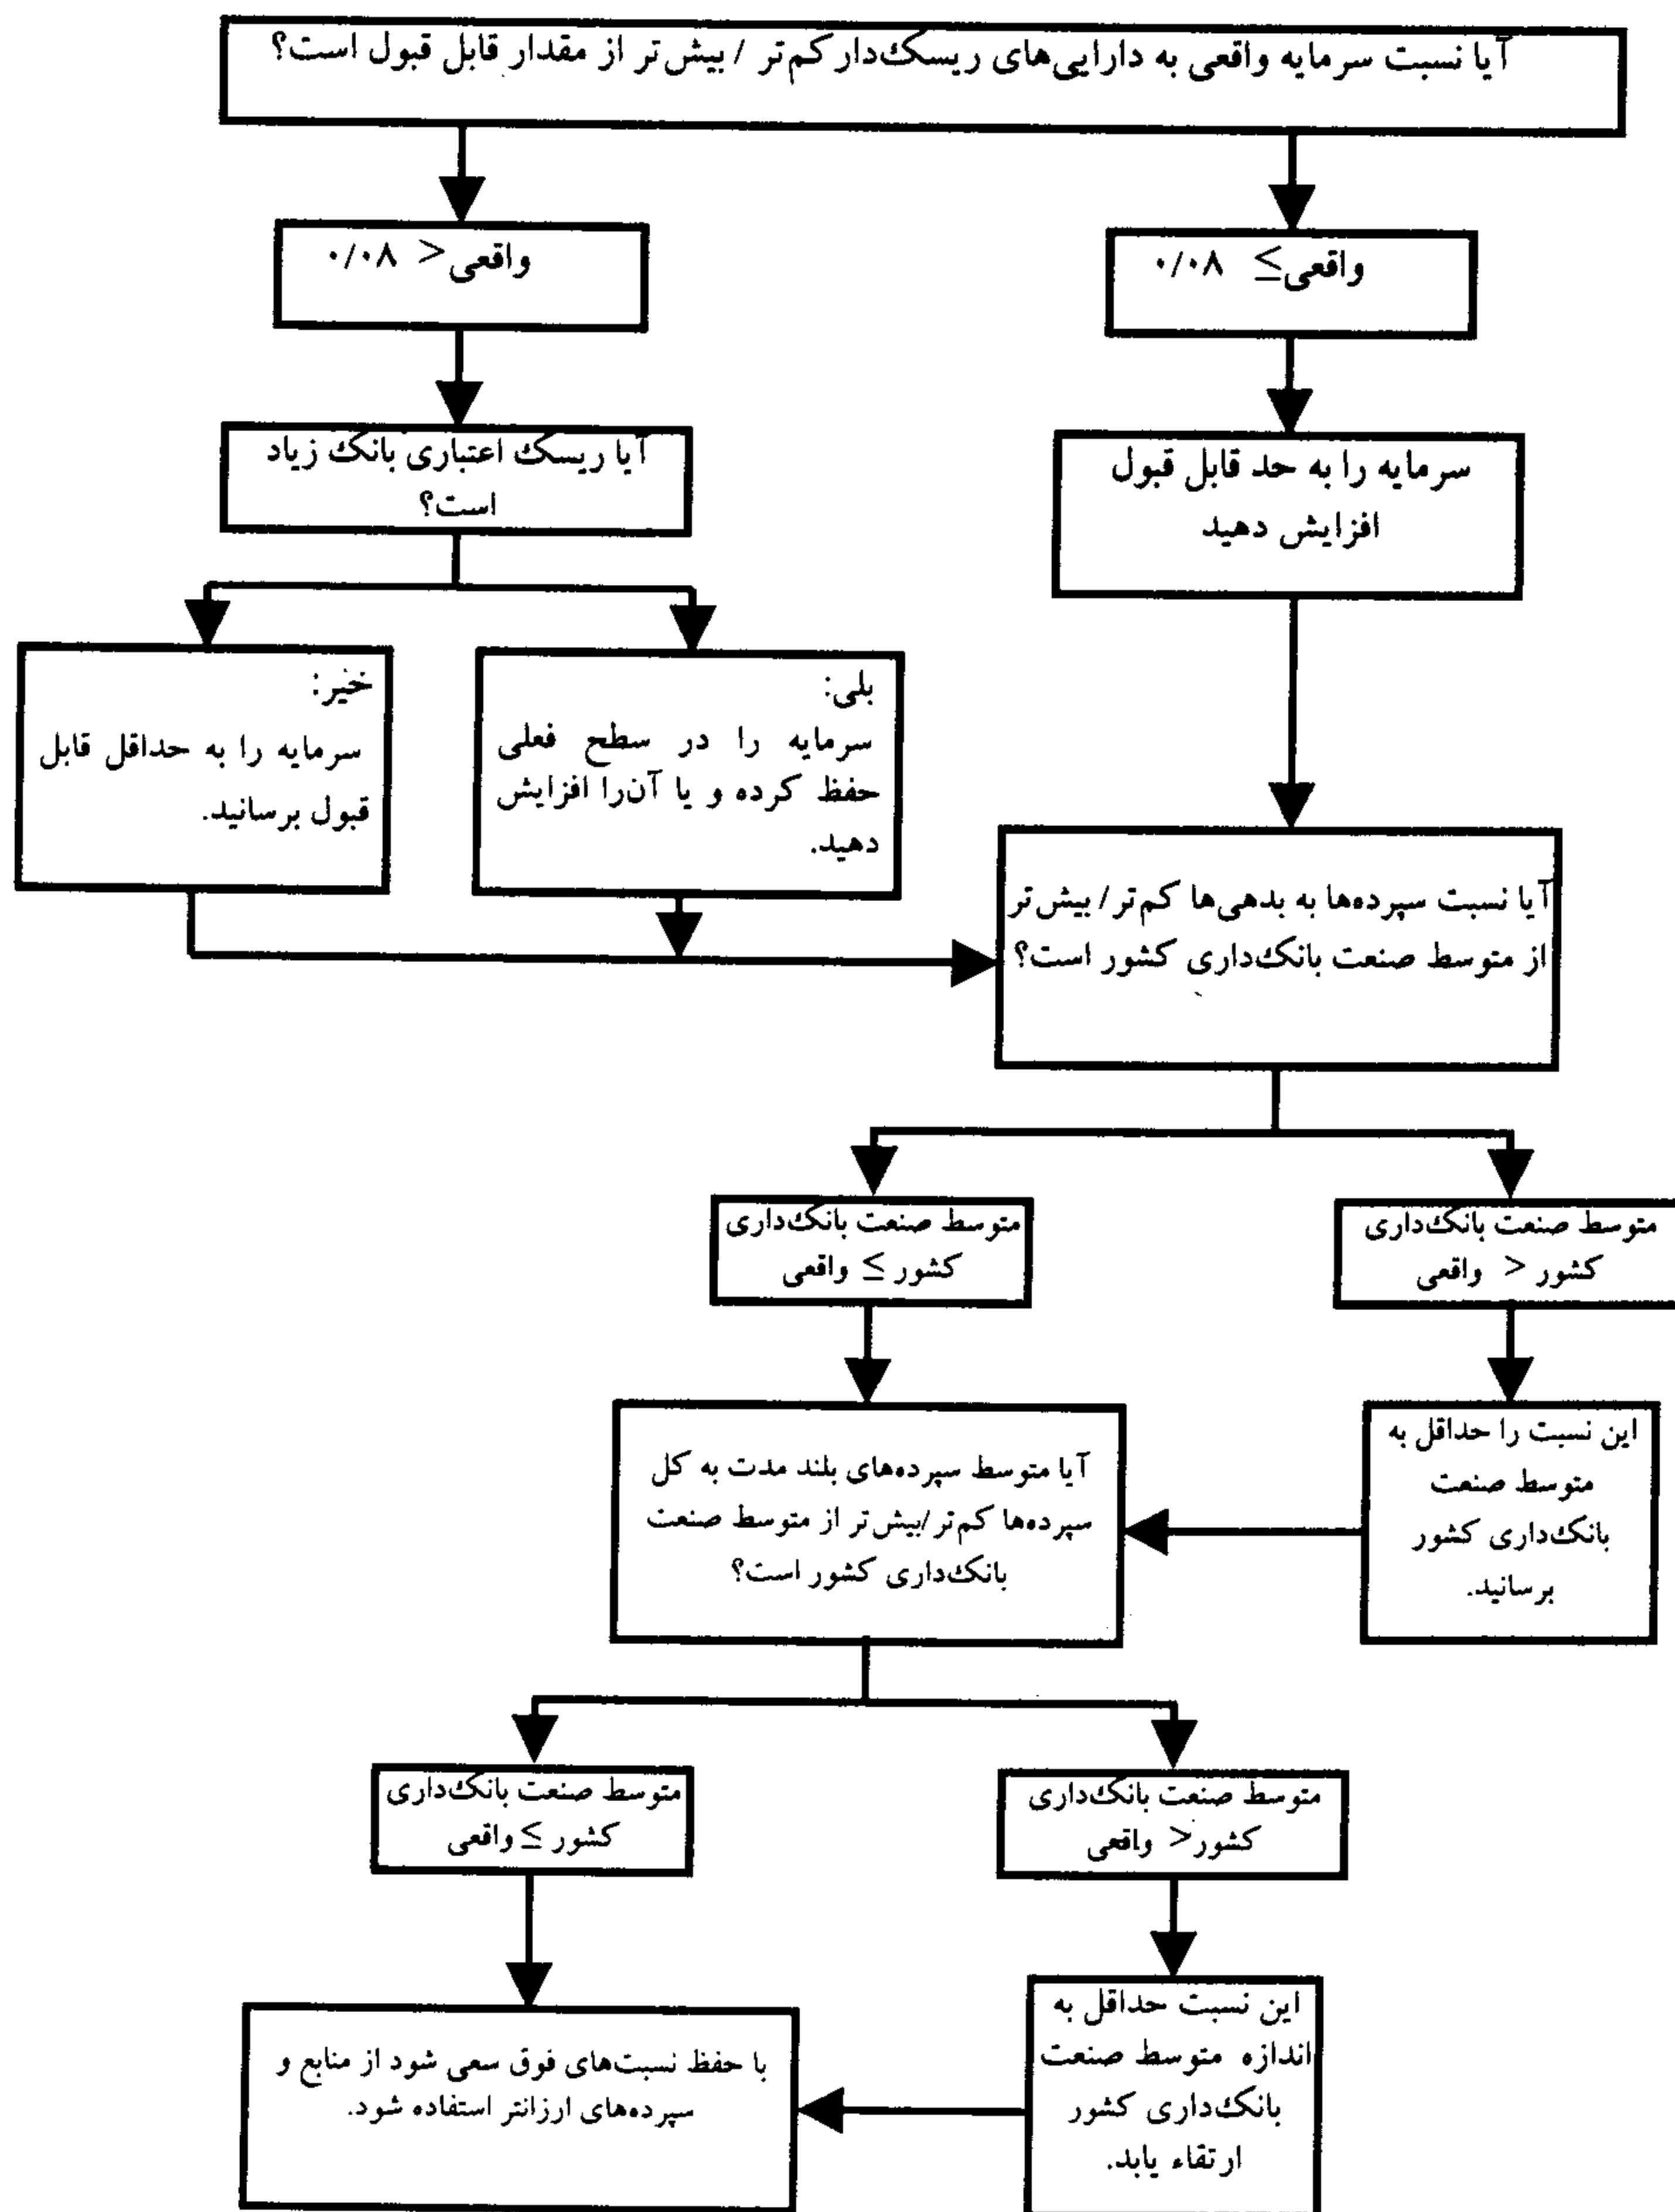 آیا نسبت سرمایه واقعی به دارایی‌های ریسک‌دار کم‌تر / بیش‌تر از مقدار قابل قبول است؟
واقعی ≥ ۰/۰۸
واقعی > ۰/۰۸
سرمایه را به حد قابل قبول
افزایش دهید
آیا ریسک اعتباری بانک زیاد
است؟
بلی:
سرمایه را در سطح فعلی
حفظ کرده و یا آن‌را افزایش
دهید.
خیر:
سرمایه را به حداقل قابل
قبول برسانید.
آیا نسبت سپرده‌ها به بدهی‌ها کم‌تر/ بیش‌تر
از متوسط صنعت بانک‌داری کشور است؟
متوسط صنعت بانک‌داری
کشور > واقعی
متوسط صنعت بانک‌داری
کشور ≤ واقعی
این نسبت را حداقل به
متوسط صنعت
بانک‌داری کشور
برسانید.
آیا متوسط سپرده‌های بلند مدت به کل
سپرده‌ها کم‌تر/بیش‌تر از متوسط صنعت
بانک‌داری کشور است؟
متوسط صنعت بانک‌داری
کشور> واقعی
متوسط صنعت بانک‌داری
کشور ≤ واقعی
این نسبت حداقل به
اندازه متوسط صنعت
بانک‌داری کشور
ارتقاء یابد.
با حفظ نسبت‌های فوق سعی شود از منابع و
سپرده‌های ارزانتر استفاده شود.